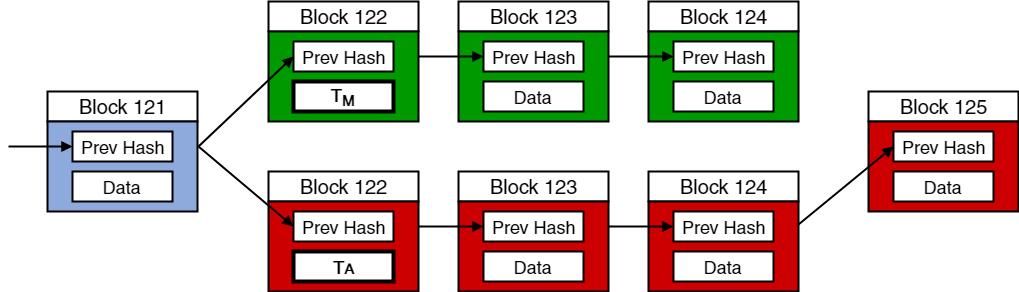 Block 121
Prev Hash
Data
Block 122
Prev Hash
TM
Block 123
Prev Hash
Data
Block 124
Prev Hash
Data
Block 122
Prev Hash
TA
Block 123
Prev Hash
Data
Block 124
Prev Hash
Data
Block 125
Prev Hash
Data